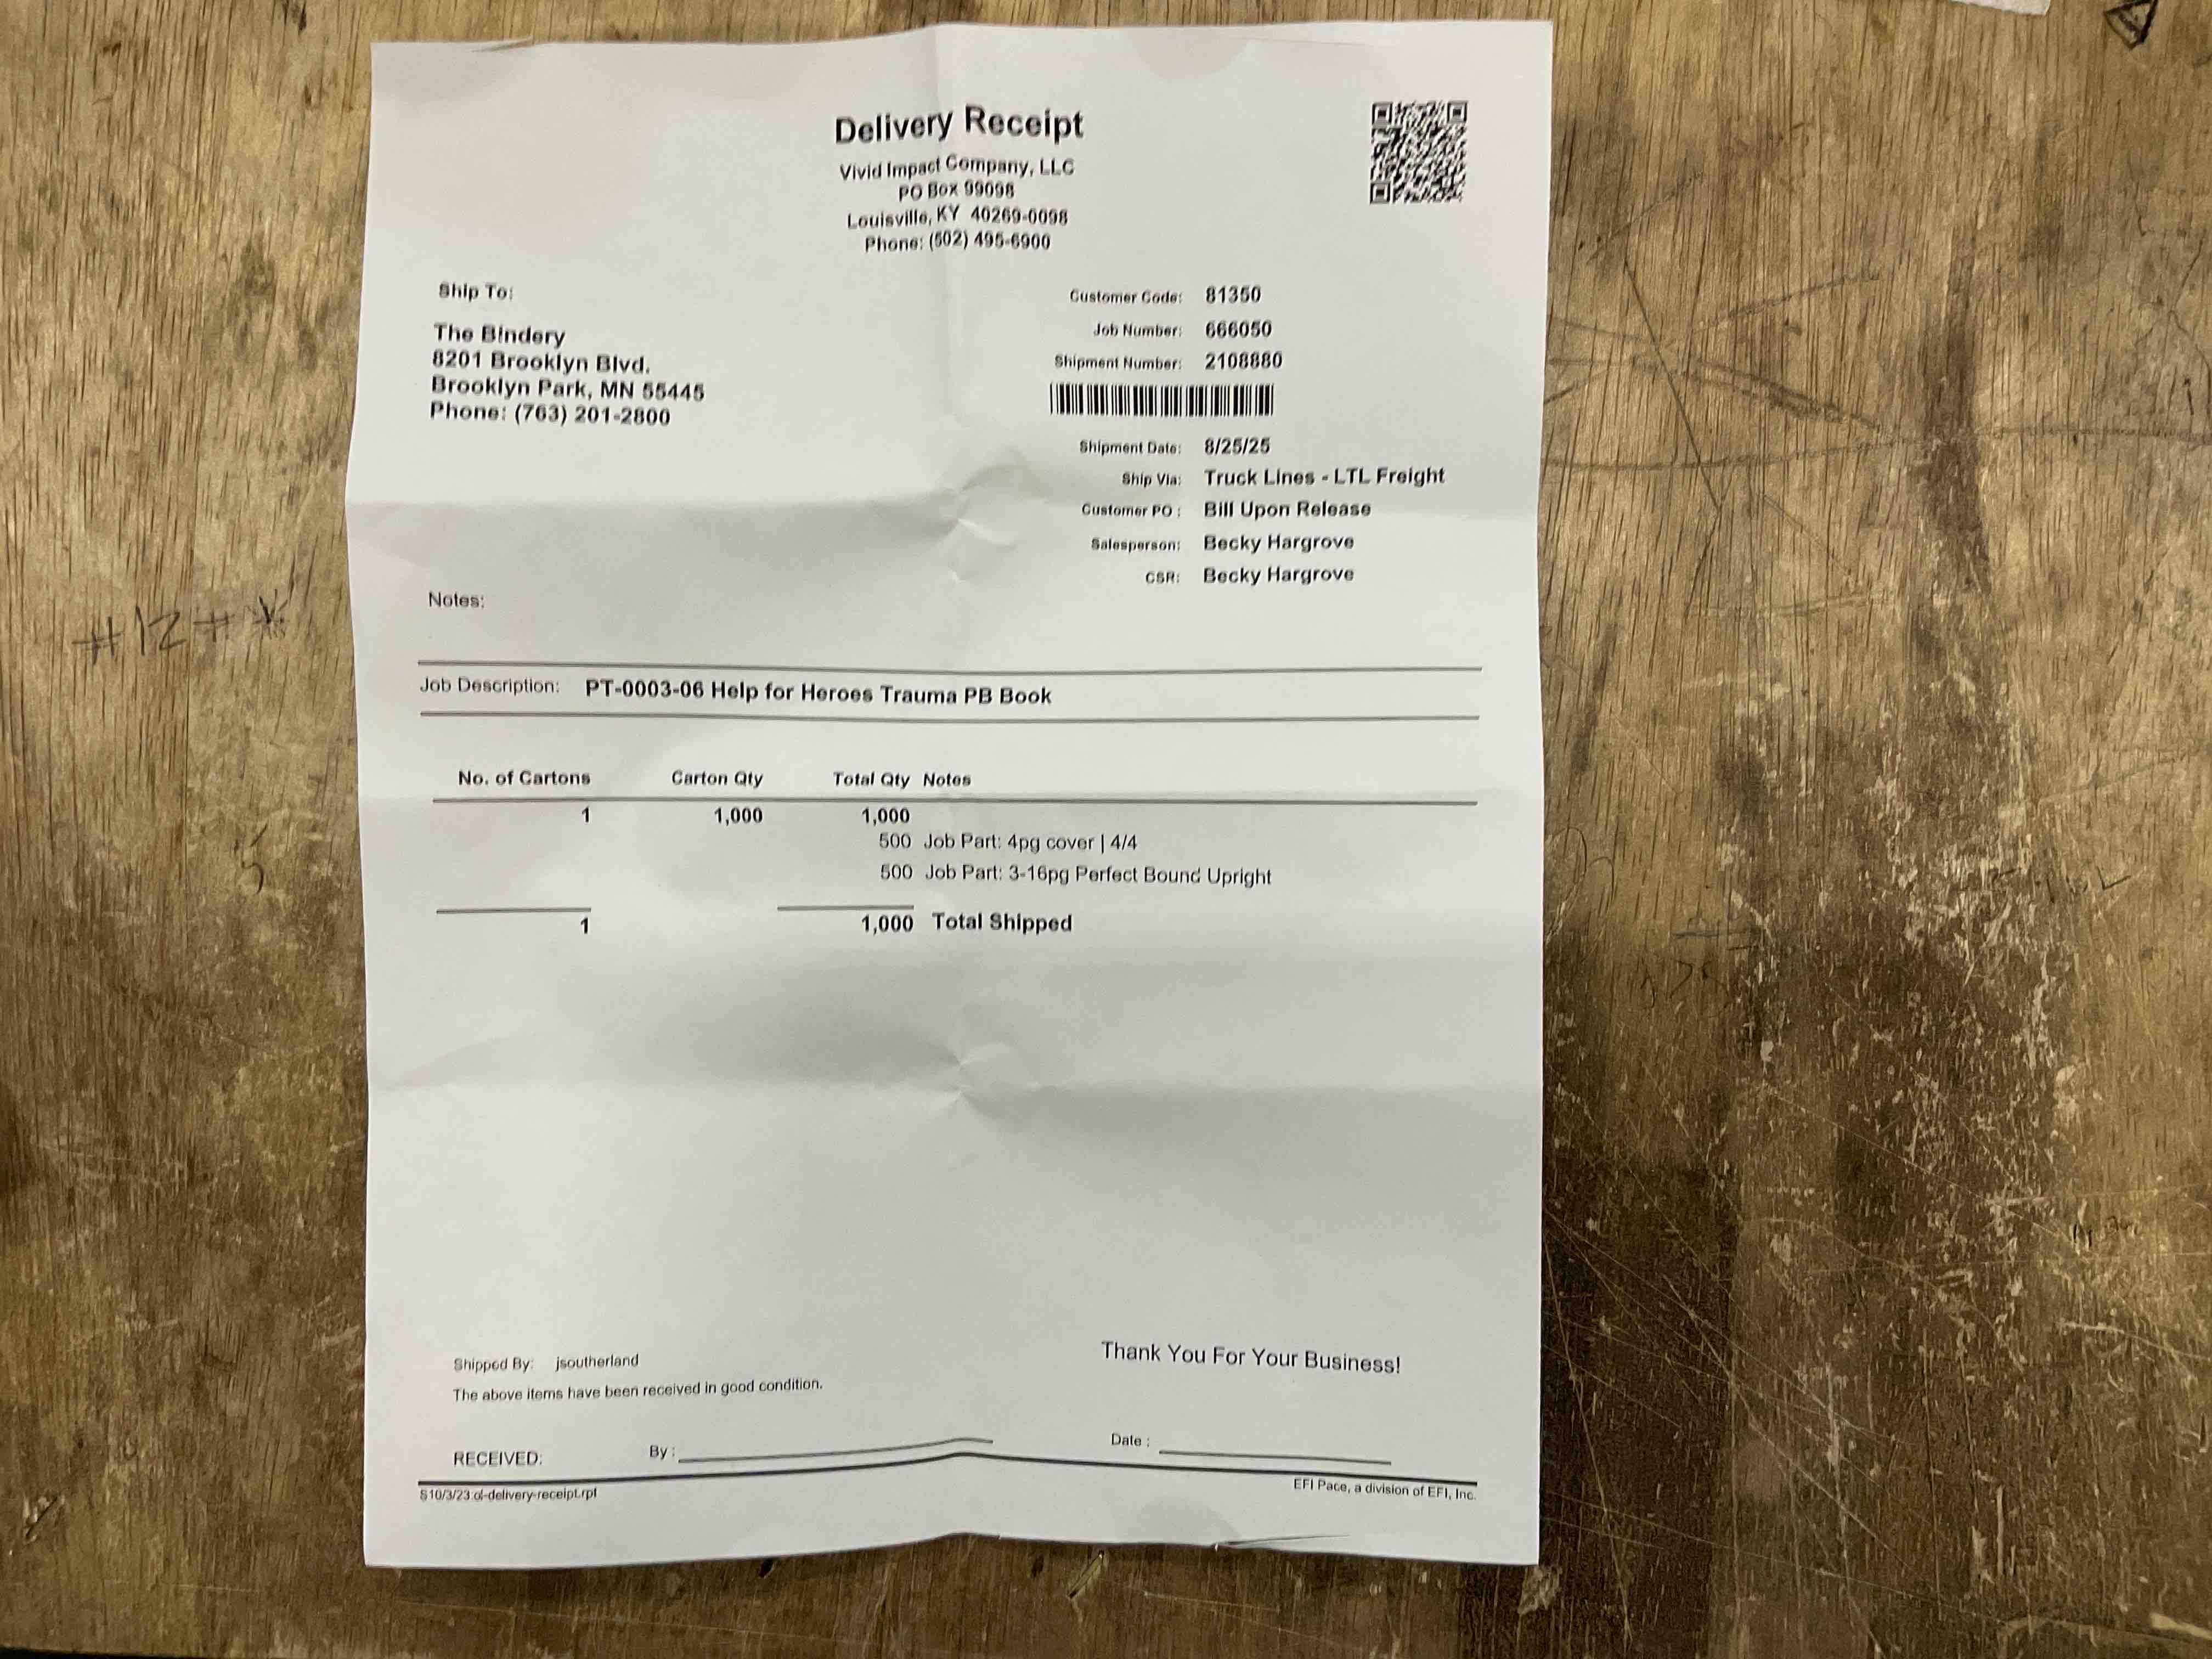 Delivery Receipt
Vivid Impact Company, LLC
PO Box 99098
Louisville, KY 40269-0098
Phone: (502) 495-6900
Ship To:
The Bindery
8201 Brooklyn Blvd.
Brooklyn Park, MN 55445
Phone: (763) 201-2800
Customer Code: 81350
Job Number: 666050
Shipment Number: 2108880
Shipment Date: 8/25/25
Ship Via: Truck Lines - LTL Freight
Customer PO : Bill Upon Release
Salesperson: Becky Hargrove
CSR: Becky Hargrove
Notes:
#12#*
Job Description: PT-0003-06 Help for Heroes Trauma PB Book
No. of Cartons Carton Qty Total Qty Notes
1 1,000 1,000
500 Job Part: 4pg cover | 4/4
500 Job Part: 3-16pg Perfect Bound Upright
1 1,000 Total Shipped
5
Shipped By: jsoutherland
Thank You For Your Business!
The above items have been received in good condition.
RECEIVED: By : Date :
S10/3/23:ol-delivery-receipt.rpt
EFI Pace, a division of EFI, Inc.